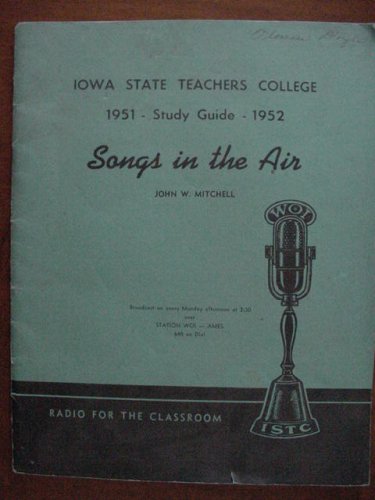 IOWA STATE TEACHERS COLLEGE
1951 - Study Guide - 1952
Songs in the Air
JOHN W. MITCHELL
WOI
Broadcast on every Monday afternoon at 2:30
over
STATION WOI — AMES
640 on Dial
ISTC
RADIO FOR THE CLASSROOM